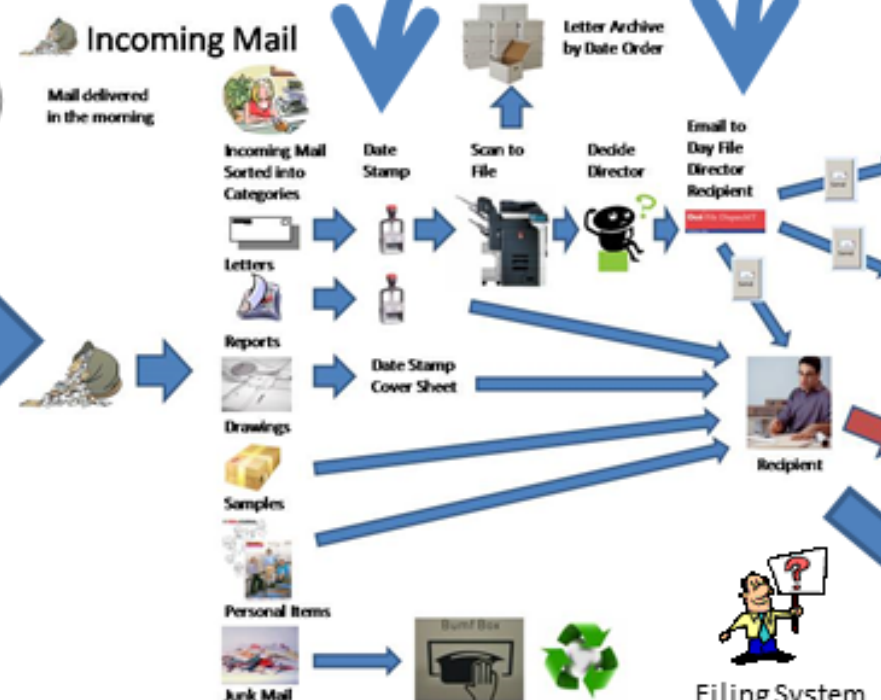 Incoming Mail
Mail delivered
in the morning
Letter Archive
by Date Order
Incoming Mail
Sorted into
Categories
Date
Stamp
Scan to
File
Decide
Director
Email to
Day File
Director
Recipient
Letters
Reports
Date Stamp
Cover Sheet
Drawings
Samples
Recipient
Personal Items
Bumf Box
Junk Mail
Filing System